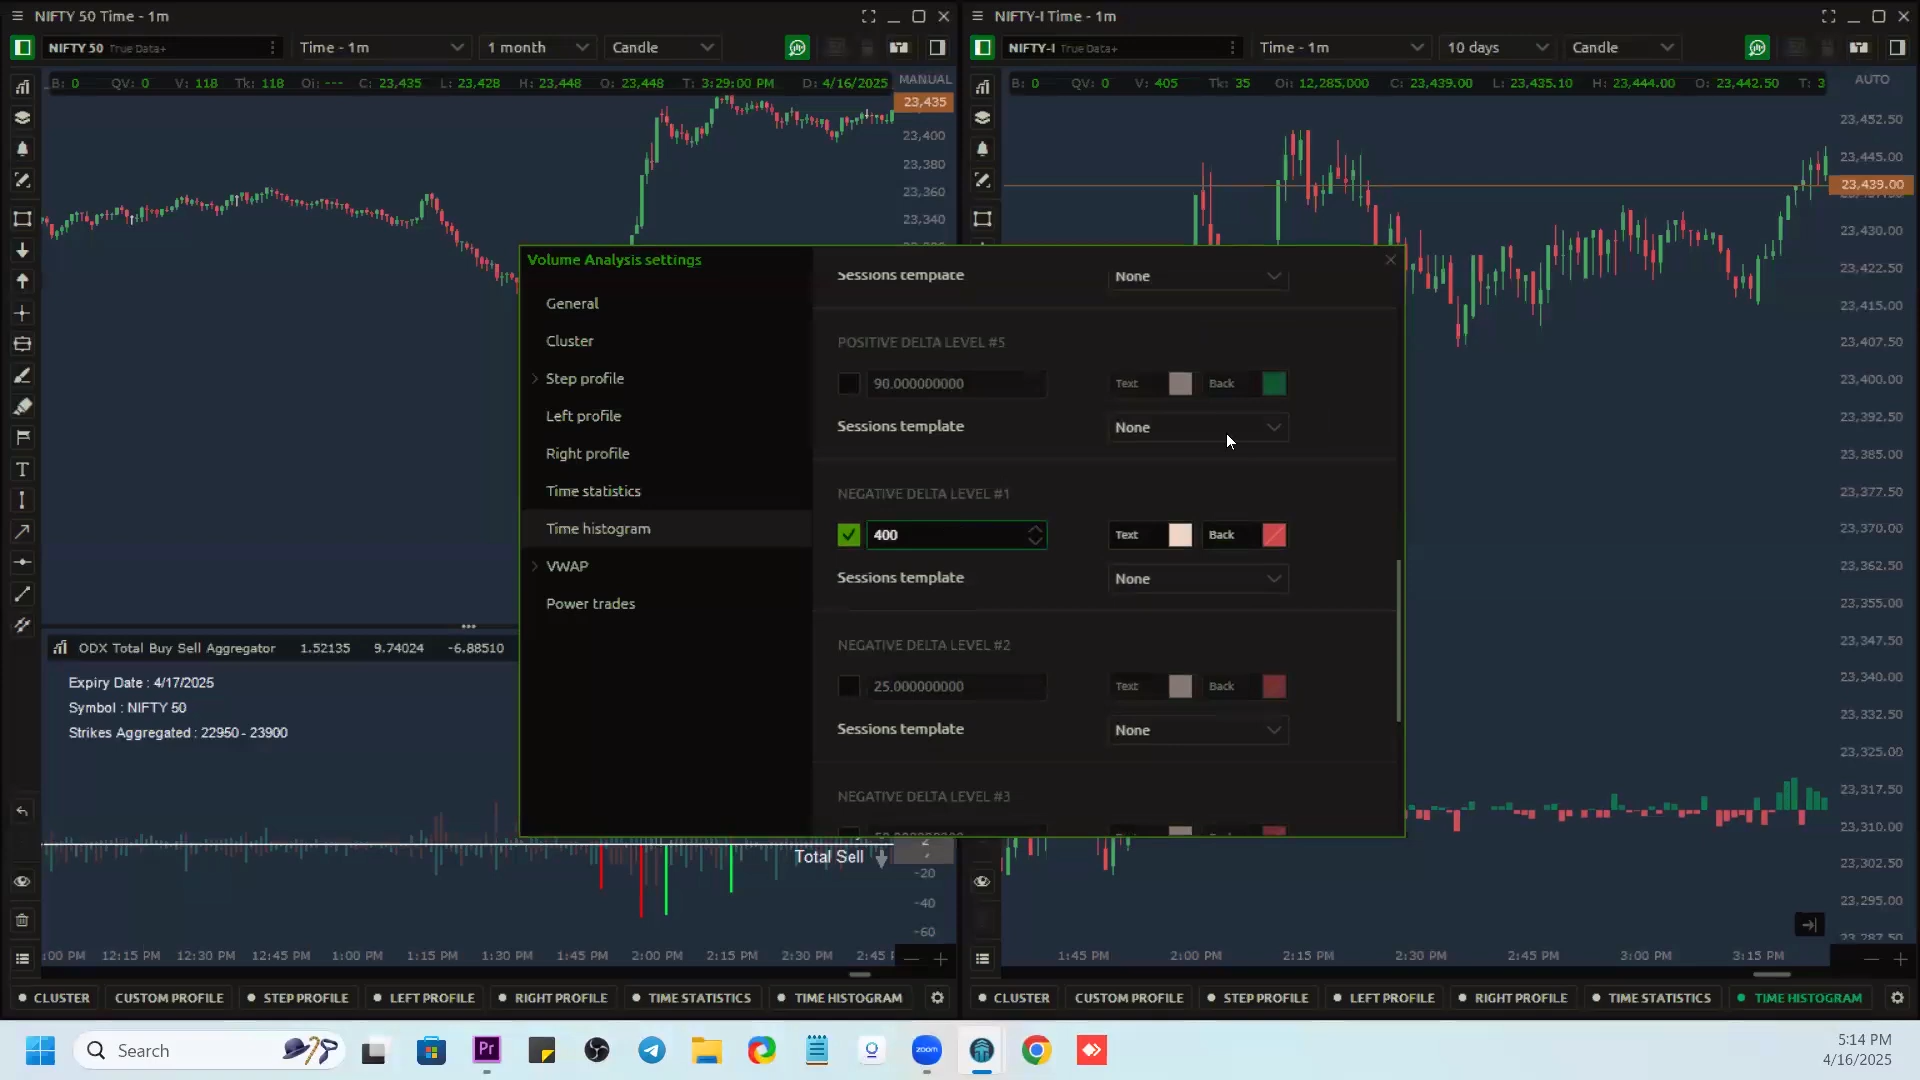 NIFTY 50 Time - 1m
NIFTY 50 True Data+ Time - 1m 1 month Candle
B: 0 QV: 0 V: 118 Tk: 118 Oi: --- C: 23,435 L: 23,428 H: 23,448 O: 23,448 T: 3:29:00 PM D: 4/16/2025
MANUAL
23,435
23,400
23,380
23,360
23,340
ODX Total Buy Sell Aggregator 1.52135 9.74024 -6.88510
Expiry Date : 4/17/2025
Symbol : NIFTY 50
Strikes Aggregated : 22950 - 23900
Total Sell
-20
-40
-60
:00 PM 12:15 PM 12:30 PM 12:45 PM 1:00 PM 1:15 PM 1:30 PM 1:45 PM 2:00 PM 2:15 PM 2:30 PM 2:45 F
CLUSTER CUSTOM PROFILE STEP PROFILE LEFT PROFILE RIGHT PROFILE TIME STATISTICS TIME HISTOGRAM
Volume Analysis settings
General
Cluster
Step profile
Left profile
Right profile
Time statistics
Time histogram
VWAP
Power trades
Sessions template None
POSITIVE DELTA LEVEL #5
90.000000000 Text Back
Sessions template None
NEGATIVE DELTA LEVEL #1
400 Text Back
Sessions template None
NEGATIVE DELTA LEVEL #2
25.000000000 Text Back
Sessions template None
NEGATIVE DELTA LEVEL #3
NIFTY-I Time - 1m
NIFTY-I True Data+ Time - 1m 10 days Candle
B: 0 QV: 0 V: 405 Tk: 35 Oi: 12,285,000 C: 23,439.00 L: 23,435.10 H: 23,444.00 O: 23,442.50 T: 3
AUTO
23,452.50
23,445.00
23,439.00
23,430.00
23,422.50
23,415.00
23,407.50
23,400.00
23,392.50
23,385.00
23,377.50
23,370.00
23,362.50
23,355.00
23,347.50
23,340.00
23,332.50
23,325.00
23,317.50
23,310.00
23,302.50
23,295.00
23,287.50
1:45 PM 2:00 PM 2:15 PM 2:30 PM 2:45 PM 3:00 PM 3:15 PM
CLUSTER CUSTOM PROFILE STEP PROFILE LEFT PROFILE RIGHT PROFILE TIME STATISTICS TIME HISTOGRAM
Search
Pr
zoom
5:14 PM
4/16/2025